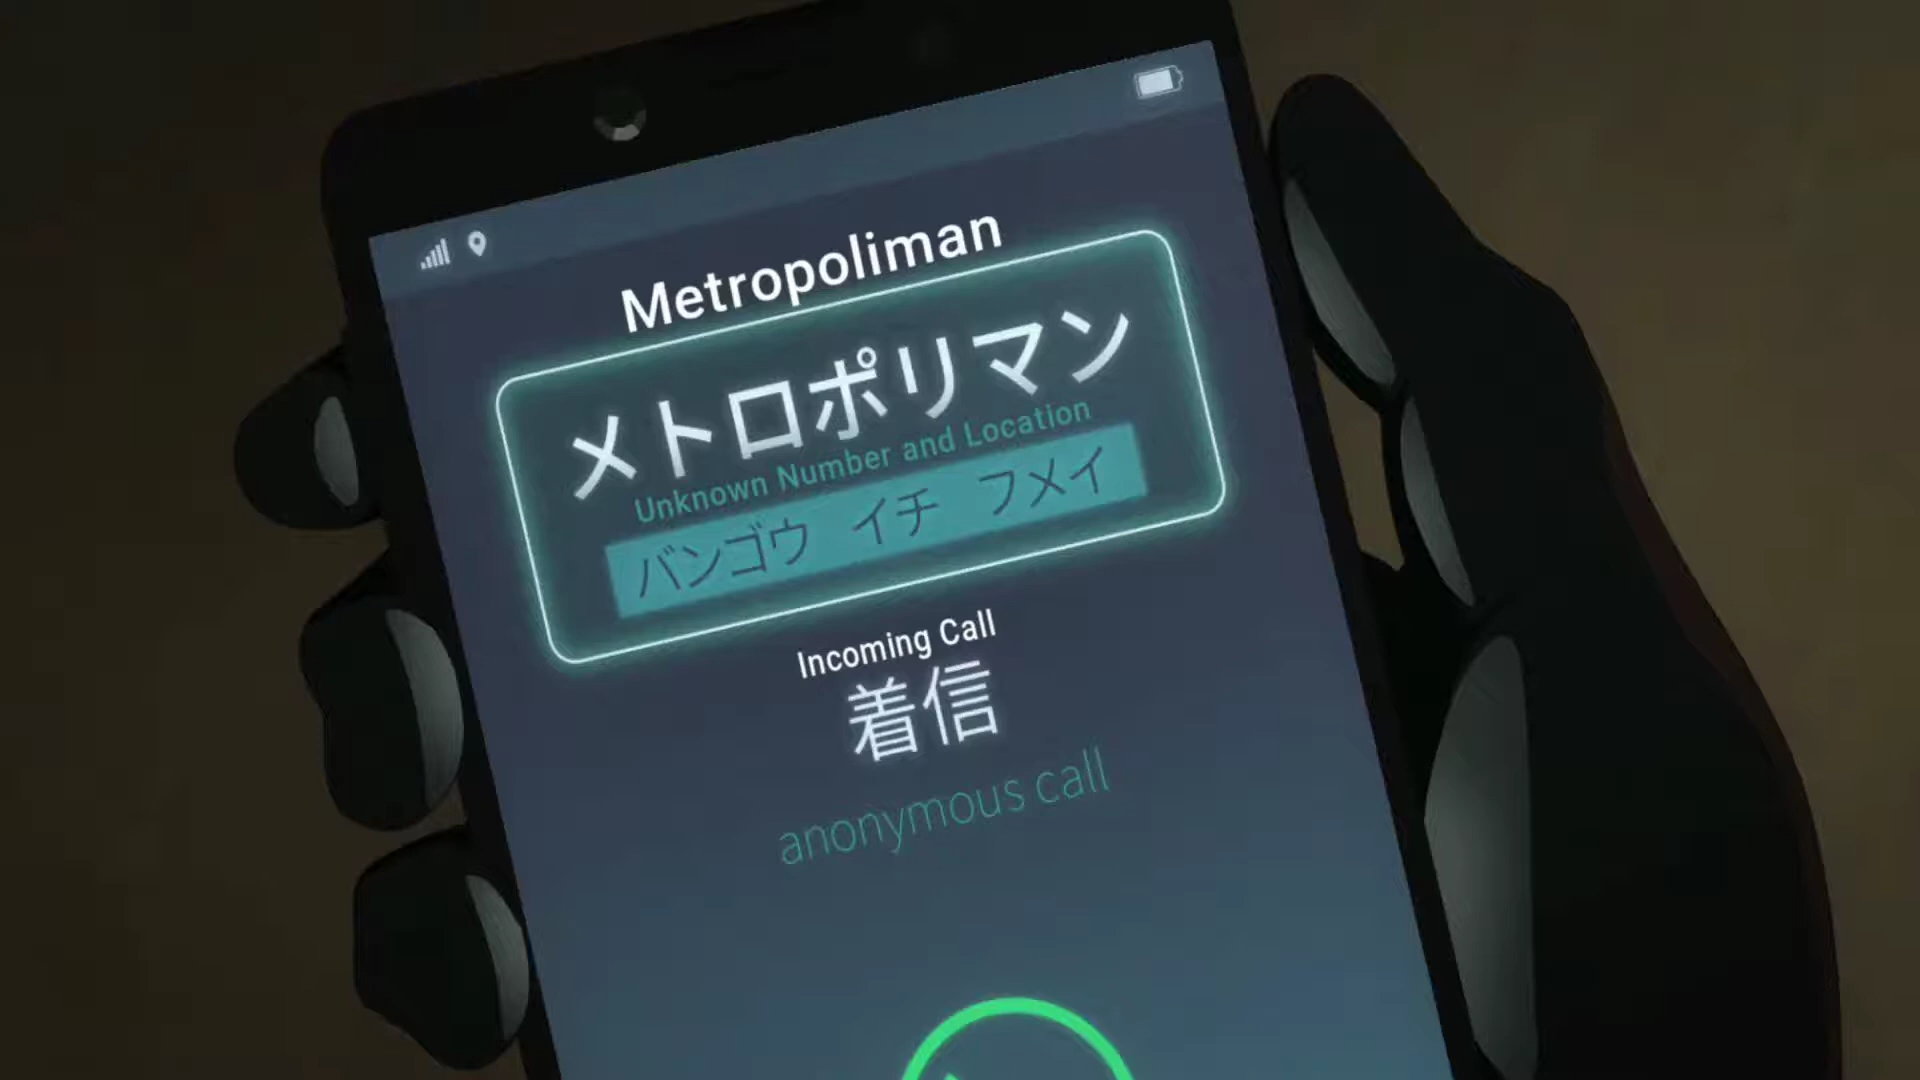 Metropoliman
メトロポリマン
Unknown Number and Location
バンゴウ イチ フメイ
Incoming Call
着信
anonymous call